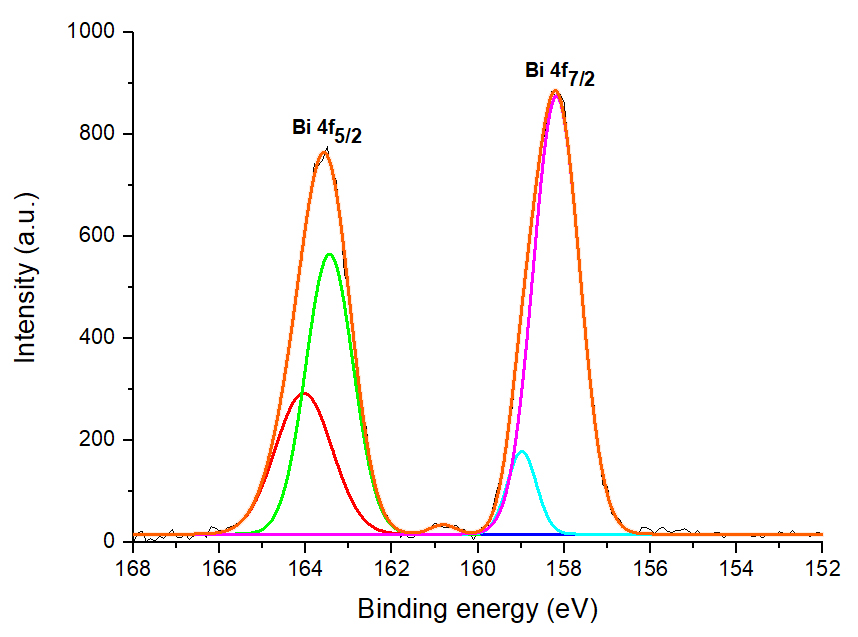 1000
800
600
400
200
0
Intensity (a.u.)
Bi 4f5/2
Bi 4f7/2
168 166 164 162 160 158 156 154 152
Binding energy (eV)